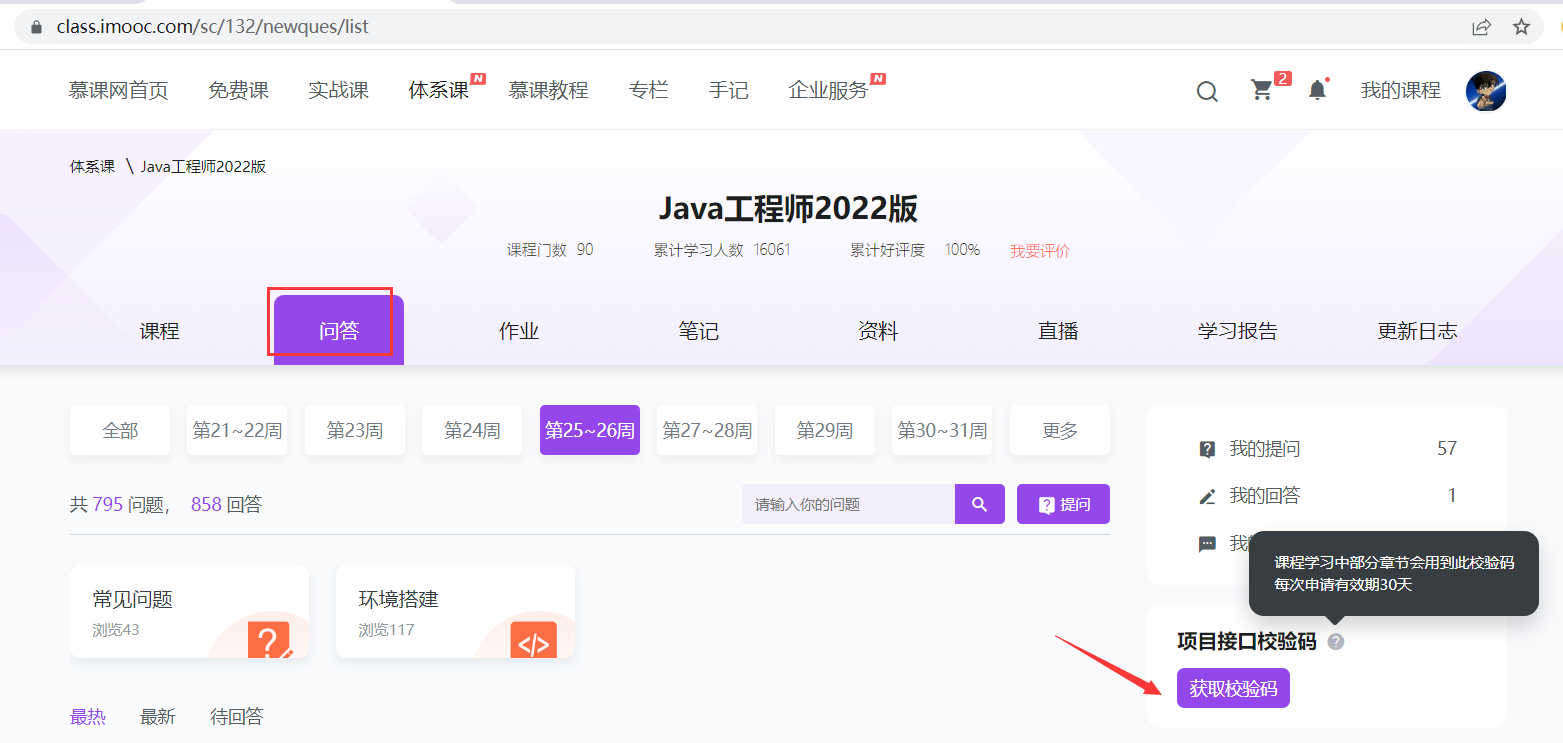 class.imooc.com/sc/132/newques/list
慕课网首页 免费课 实战课 体系课 N 慕课教程 专栏 手记 企业服务 N 2 我的课程
体系课 \ Java工程师2022版
Java工程师2022版
课程门数 90 累计学习人数 16061 累计好评度 100% 我要评价
课程 问答 作业 笔记 资料 直播 学习报告 更新日志
全部 第21~22周 第23周 第24周 第25~26周 第27~28周 第29周 第30~31周 更多
共 795 问题， 858 回答
请输入你的问题 提问
常见问题
浏览43
环境搭建
浏览117
最热 最新 待回答
我的提问 57
我的回答 1
我
课程学习中部分章节会用到此校验码
每次申请有效期30天
项目接口校验码 ?
获取校验码